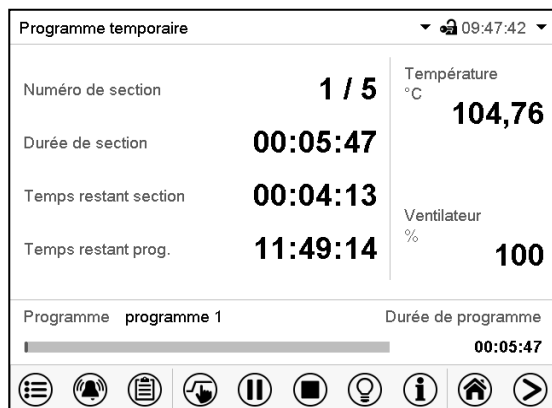 Programme temporaire 09:47:42
Numéro de section 1 / 5
Durée de section 00:05:47
Temps restant section 00:04:13
Temps restant prog. 11:49:14
Température
°C
104,76
Ventilateur
%
100
Programme programme 1 Durée de programme
00:05:47